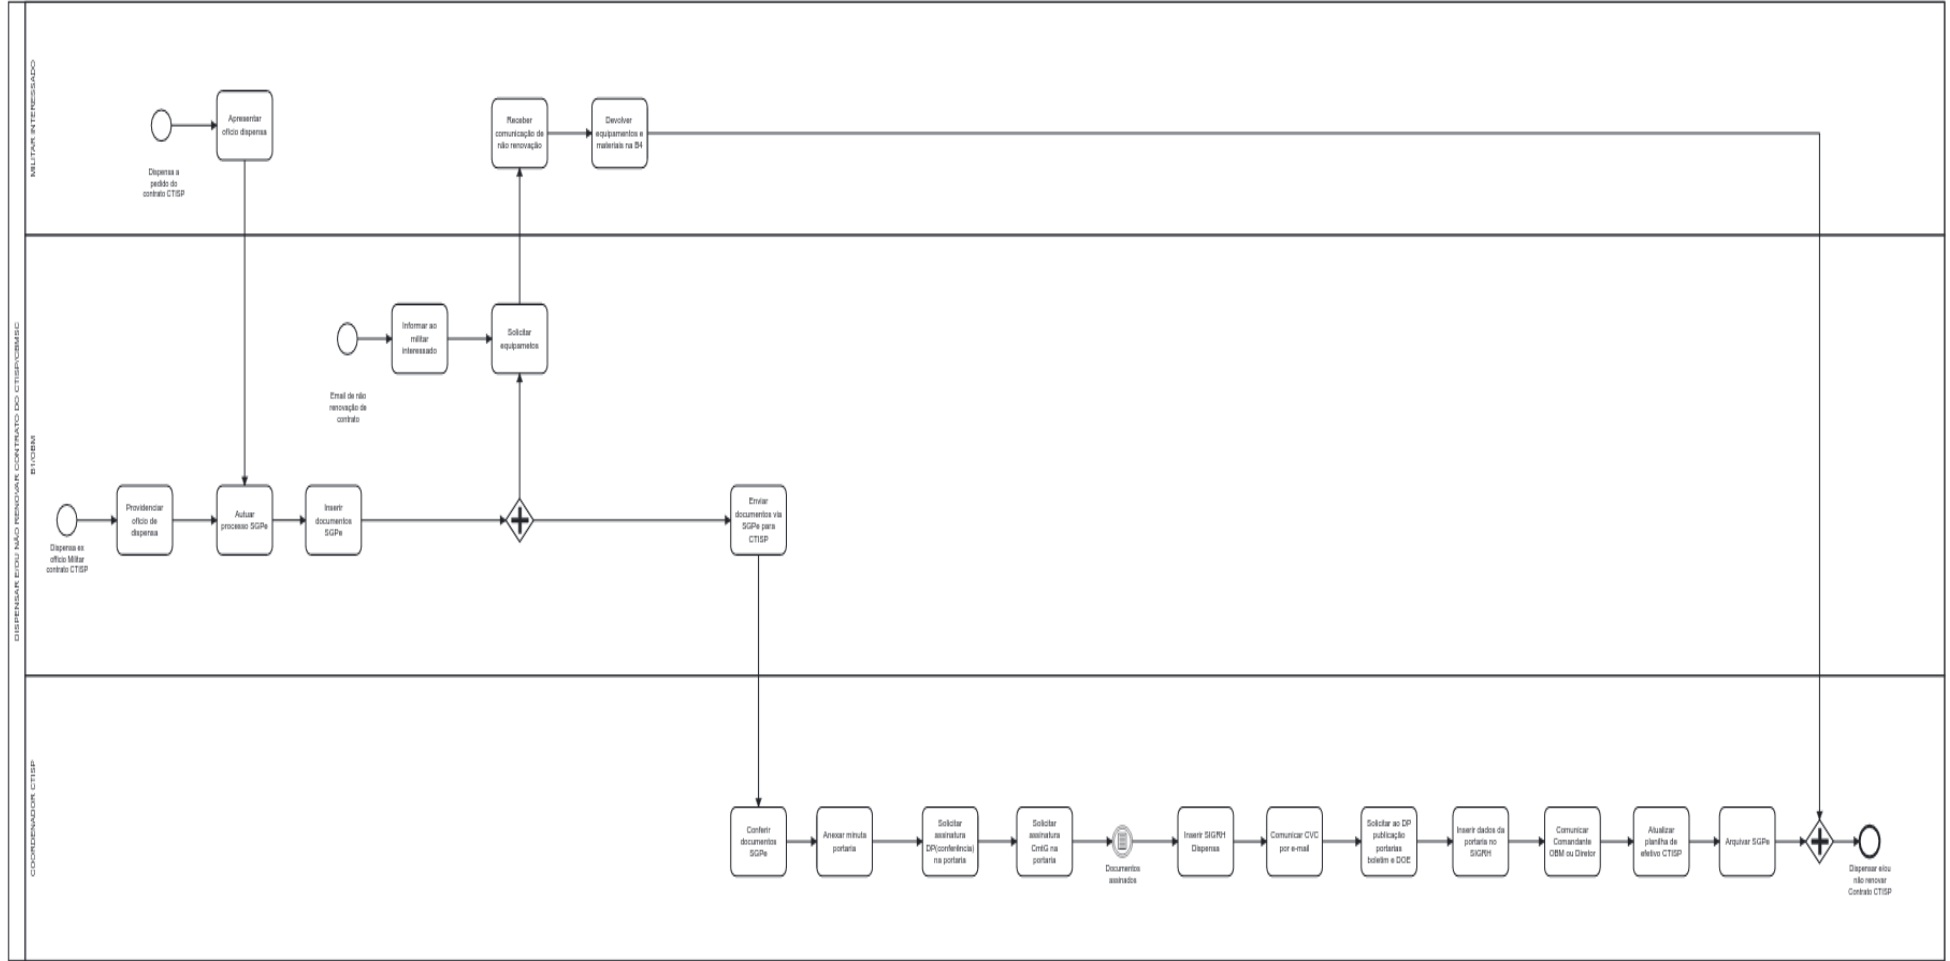 DISPENSAR E/OU NÃO RENOVAR CONTRATO DO CTISP/CBMSC
MILITAR INTERESSADO
Dispensa a
pedido do
contrato CTISP
Apresentar
ofício dispensa
Receber
comunicação de
não renovação
Devolver
equipamentos e
materiais na B4
B1/OBM
Email de não
renovação de
contrato
Informar ao
militar
interessado
Solicitar
equipametos
Dispensa ex
offício Militar
contrato CTISP
Providenciar
ofício de
dispensa
Autuar
processo SGPe
Inserir
documentos
SGPe
Enviar
documentos via
SGPe para
CTISP
COORDENADOR CTISP
Conferir
documentos
SGPe
Anexar minuta
portaria
Solicitar
assinatura
DP(conferência)
na portaria
Solicitar
assinatura
CmtG na
portaria
Documentos
assinados
Inserir SIGRH
Dispensa
Comunicar CVC
por e-mail
Solicitar ao DP
publicação
portarias
boletim e DOE
Inserir dados da
portaria no
SIGRH
Comunicar
Comandante
OBM ou Diretor
Atualizar
planilha de
efetivo CTISP
Arquivar SGPe
Dispensar e/ou
não renovar
Contrato CTISP